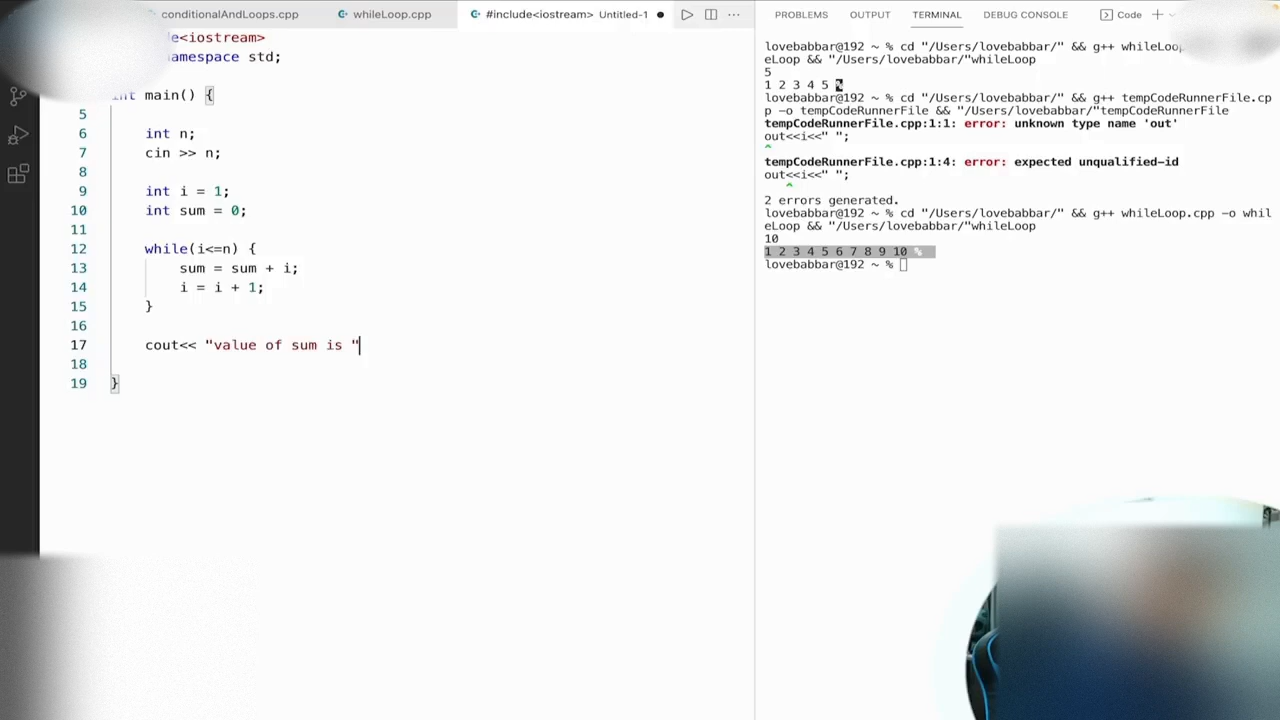 conditionalAndLoops.cpp whileLoop.cpp #include<iostream> Untitled-1
<iostream>
namespace std;
main() {
5
6 int n;
7 cin >> n;
8
9 int i = 1;
10 int sum = 0;
11
12 while(i<=n) {
13 sum = sum + i;
14 i = i + 1;
15 }
16
17 cout<< "value of sum is "
18
19 }
PROBLEMS OUTPUT TERMINAL DEBUG CONSOLE Code
lovebabbar@192 ~ % cd "/Users/lovebabbar/" && g++
eLoop && "/Users/lovebabbar/"whileLoop
5
1 2 3 4 5 %
lovebabbar@192 ~ % cd "/Users/lovebabbar/" && g++ tempCodeRunnerFile.cp
p -o tempCodeRunnerFile && "/Users/lovebabbar/"tempCodeRunnerFile
tempCodeRunnerFile.cpp:1:1: error: unknown type name 'out'
out<<i<<" ";
^
tempCodeRunnerFile.cpp:1:4: error: expected unqualified-id
out<<i<<" ";
^
2 errors generated.
lovebabbar@192 ~ % cd "/Users/lovebabbar/" && g++ whileLoop.cpp -o whil
eLoop && "/Users/lovebabbar/"whileLoop
10
1 2 3 4 5 6 7 8 9 10 %
lovebabbar@192 ~ %